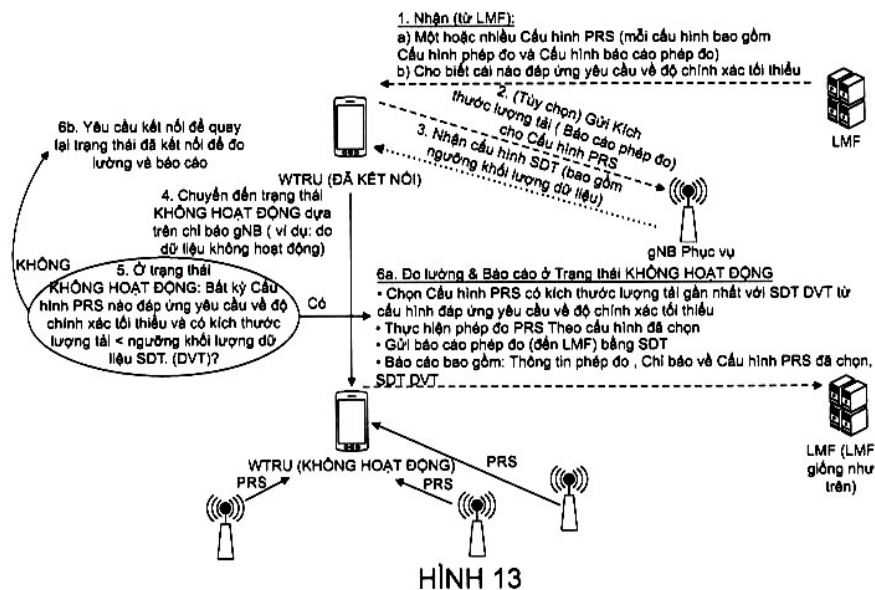 1. Nhận (từ LMF):
a) Một hoặc nhiều Cấu hình PRS (mỗi cấu hình bao gồm
Cấu hình phép đo và Cấu hình báo cáo phép đo)
b) Cho biết cái nào đáp ứng yêu cầu về độ chính xác tối thiểu
LMF
2. (Tùy chọn) Gửi Kích
thước lượng tải ( Báo cáo phép đo)
cho Cấu hình PRS
3. Nhận cấu hình SDT (bao gồm
ngưỡng khối lượng dữ liệu)
WTRU (ĐÃ KẾT NỐI)
gNB Phục vụ
6b. Yêu cầu kết nối để quay
lại trạng thái đã kết nối để đo
lường và báo cáo
4. Chuyển đến trạng thái
KHÔNG HOẠT ĐỘNG dựa
trên chỉ báo gNB ( ví dụ: do
dữ liệu không hoạt động)
KHÔNG
5. Ở trạng thái
KHÔNG HOẠT ĐỘNG: Bất kỳ Cấu
hình PRS nào đáp ứng yêu cầu về độ
chính xác tối thiểu và có kích thước
lượng tải < ngưỡng khối lượng dữ
liệu SDT. (DVT)?
Có
6a. Đo lường & Báo cáo ở Trạng thái KHÔNG HOẠT ĐỘNG
• Chọn Cấu hình PRS có kích thước lượng tải gần nhất với SDT DVT từ
cấu hình đáp ứng yêu cầu về độ chính xác tối thiểu
• Thực hiện phép đo PRS Theo cấu hình đã chọn
• Gửi báo cáo phép đo (đến LMF) bằng SDT
• Báo cáo bao gồm: Thông tin phép đo , Chỉ báo về Cấu hình PRS đã chọn,
SDT DVT
LMF (LMF
giống như
trên)
WTRU (KHÔNG HOẠT ĐỘNG)
PRS
PRS
PRS
HÌNH 13